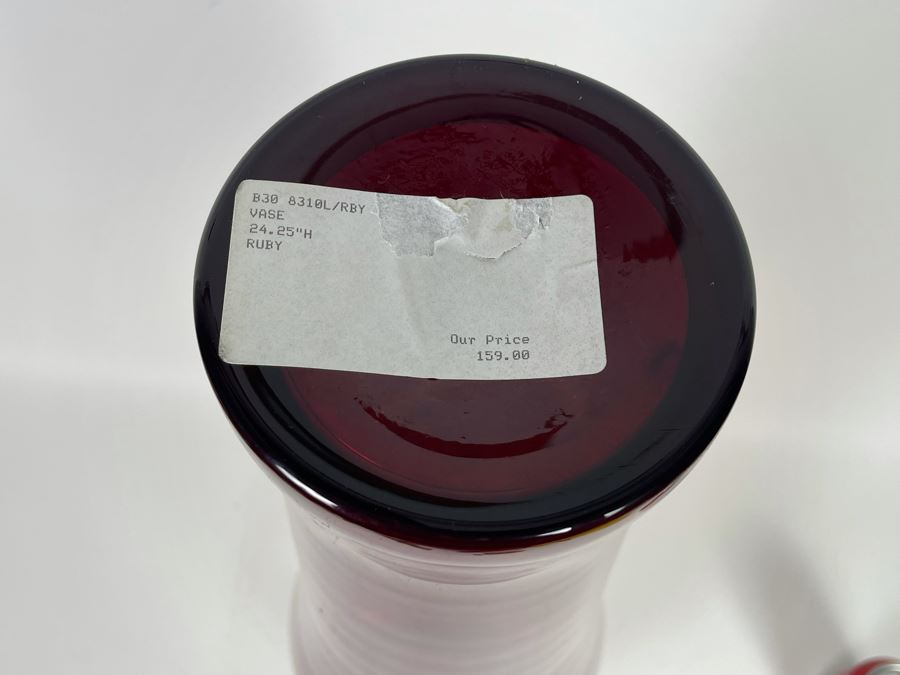 B30 8310L/RBY
VASE
24.25"H
RUBY
Our Price
159.00